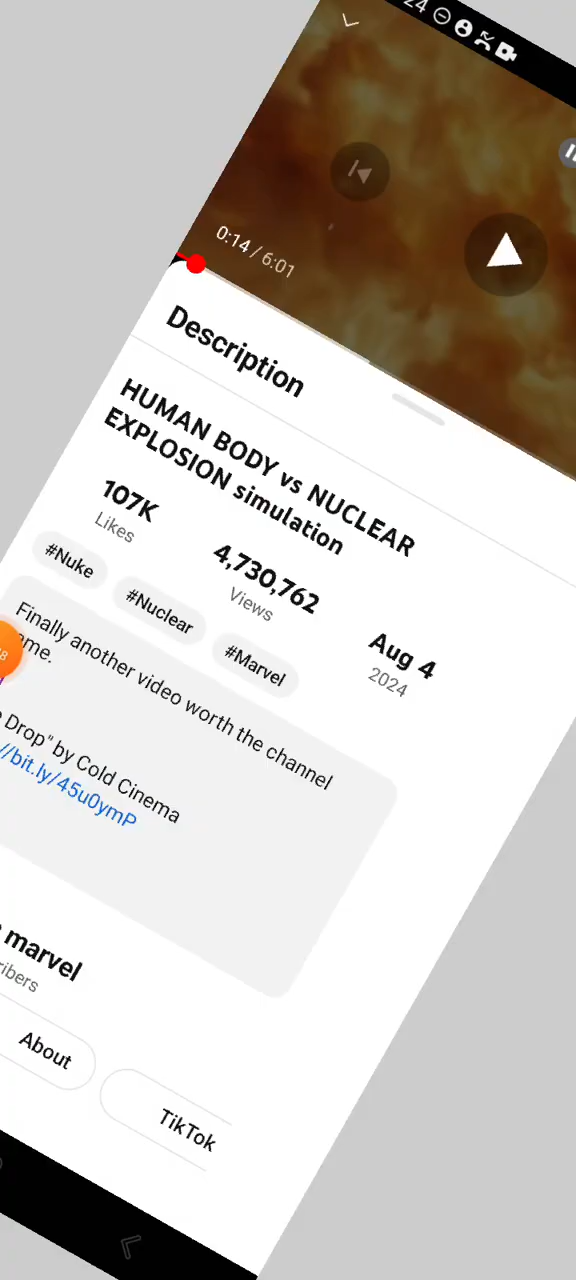 24
0:14 / 6:01
Description
HUMAN BODY vs NUCLEAR
EXPLOSION simulation
107K
Likes
4,730,762
Views
Aug 4
2024
#Nuke
#Nuclear
#Marvel
Finally another video worth the channel
Drop" by Cold Cinema
//bit.ly/45u0ymP
marvel
About
TikTok